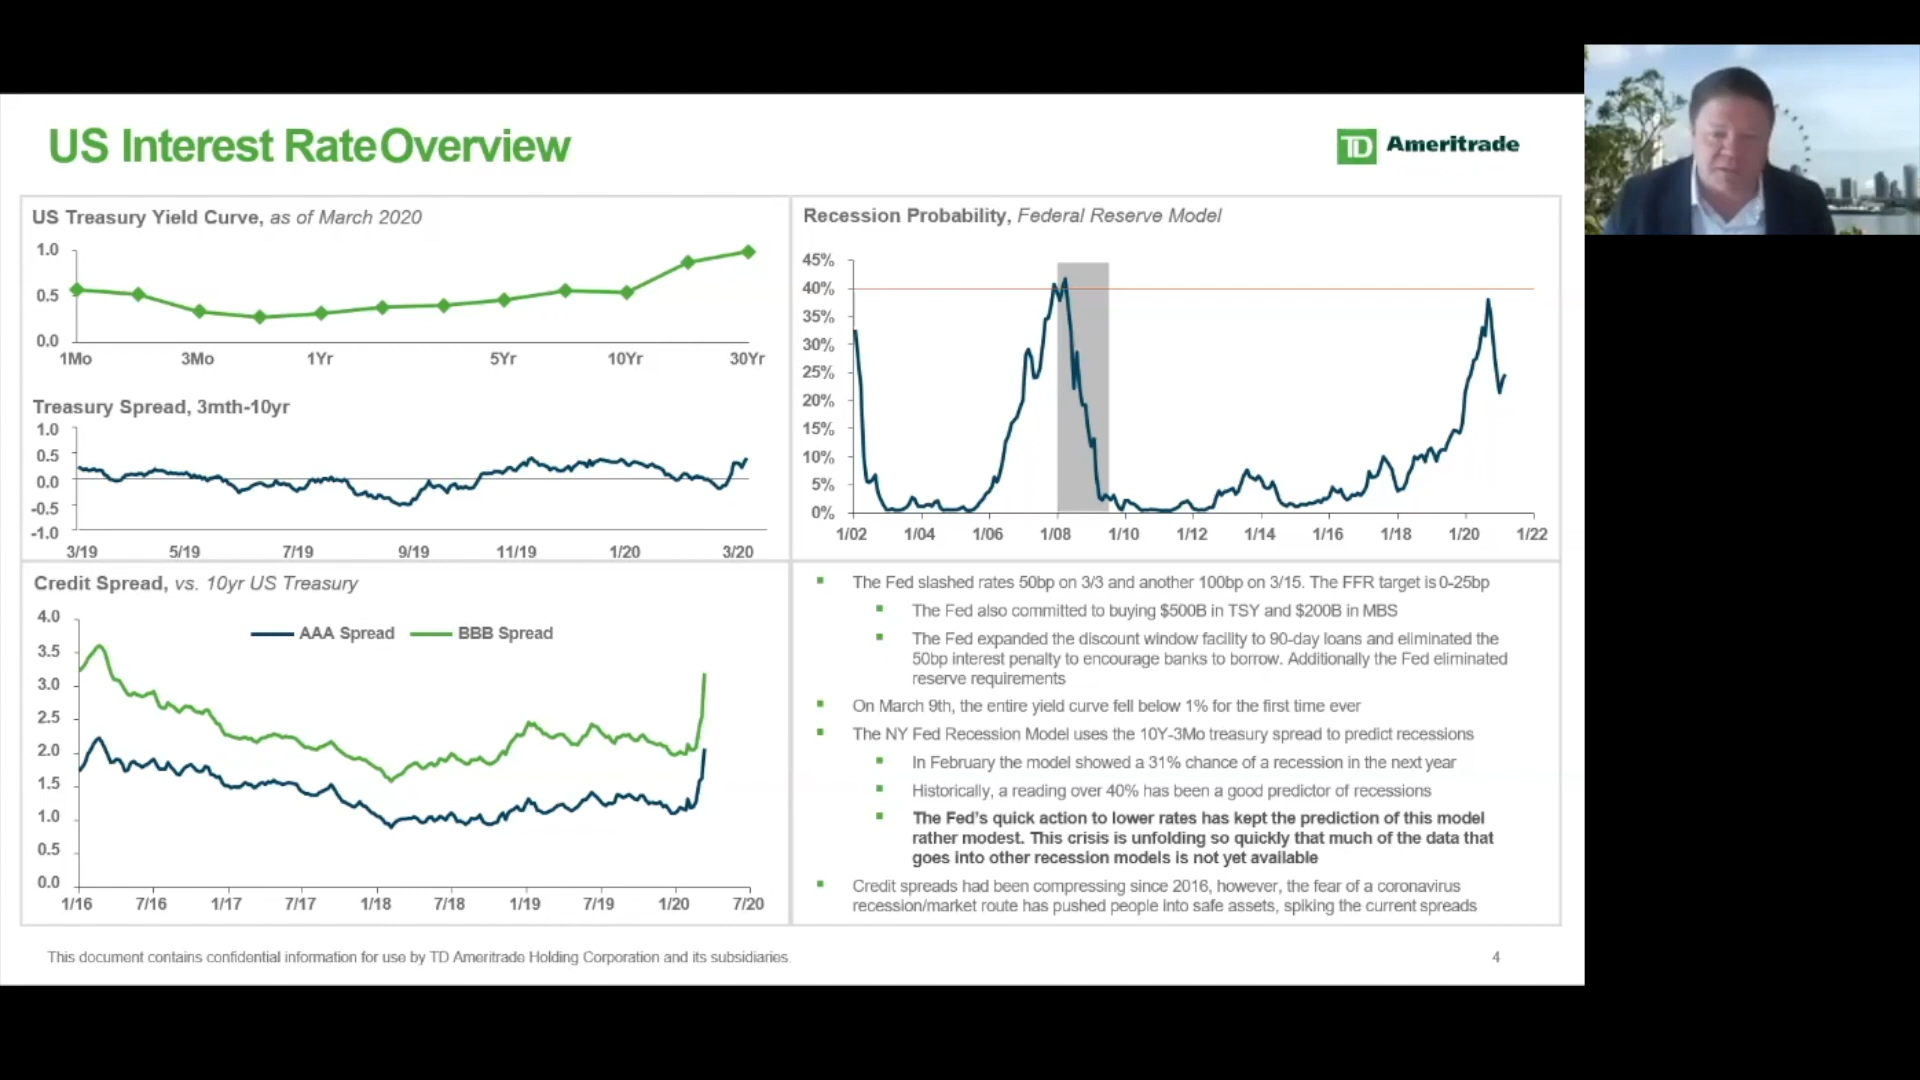 US Interest Rate Overview
TD Ameritrade
US Treasury Yield Curve, as of March 2020
1.0
0.5
0.0
1Mo 3Mo 1Yr 5Yr 10Yr 30Yr
Treasury Spread, 3mth-10yr
1.0
0.5
0.0
-0.5
-1.0
3/19 5/19 7/19 9/19 11/19 1/20 3/20
Recession Probability, Federal Reserve Model
45%
40%
35%
30%
25%
20%
15%
10%
5%
0%
1/02 1/04 1/06 1/08 1/10 1/12 1/14 1/16 1/18 1/20 1/22
Credit Spread, vs. 10yr US Treasury
AAA Spread BBB Spread
4.0
3.5
3.0
2.5
2.0
1.5
1.0
0.5
0.0
1/16 7/16 1/17 7/17 1/18 7/18 1/19 7/19 1/20 7/20
The Fed slashed rates 50bp on 3/3 and another 100bp on 3/15. The FFR target is 0-25bp
The Fed also committed to buying $500B in TSY and $200B in MBS
The Fed expanded the discount window facility to 90-day loans and eliminated the
50bp interest penalty to encourage banks to borrow. Additionally the Fed eliminated
reserve requirements
On March 9th, the entire yield curve fell below 1% for the first time ever
The NY Fed Recession Model uses the 10Y-3Mo treasury spread to predict recessions
In February the model showed a 31% chance of a recession in the next year
Historically, a reading over 40% has been a good predictor of recessions
The Fed's quick action to lower rates has kept the prediction of this model
rather modest. This crisis is unfolding so quickly that much of the data that
goes into other recession models is not yet available
Credit spreads had been compressing since 2016, however, the fear of a coronavirus
recession/market route has pushed people into safe assets, spiking the current spreads
This document contains confidential information for use by TD Ameritrade Holding Corporation and its subsidiaries.
4